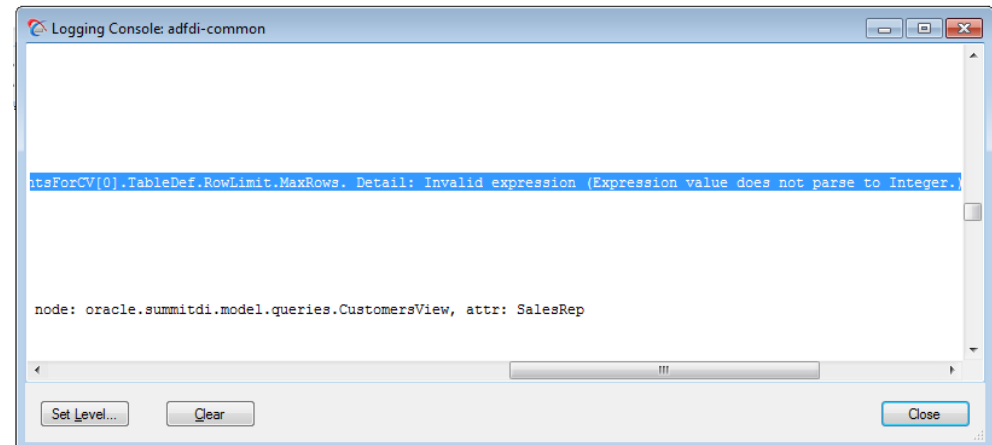 Logging Console: adfdi-common
ntsForCV[0].TableDef.RowLimit.MaxRows. Detail: Invalid expression (Expression value does not parse to Integer.)
node: oracle.summitdi.model.queries.CustomersView, attr: SalesRep
Set Level...
Clear
Close